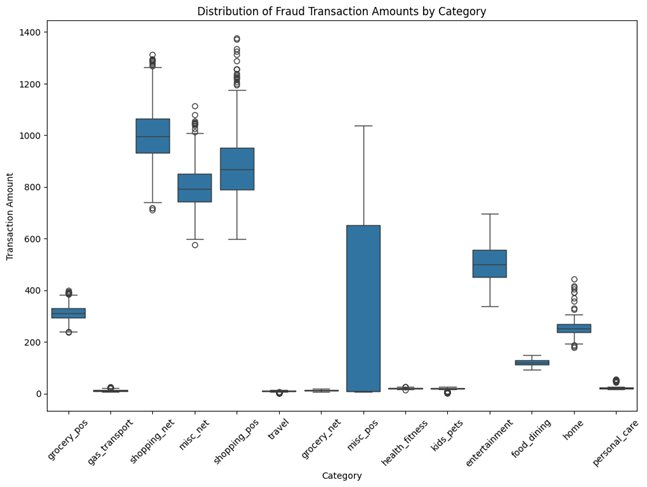 Distribution of Fraud Transaction Amounts by Category
Transaction Amount
1400
1200
1000
800
600
400
200
0
grocery_pos
gas_transport
shopping_net
misc_net
shopping_pos
travel
grocery_net
misc_pos
health_fitness
kids_pets
entertainment
food_dining
home
personal_care
Category